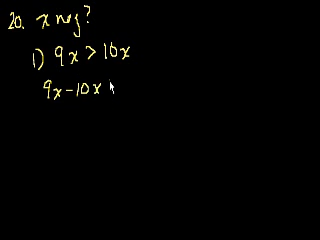 20. x neg?
1) 9x > 10x
9x - 10x